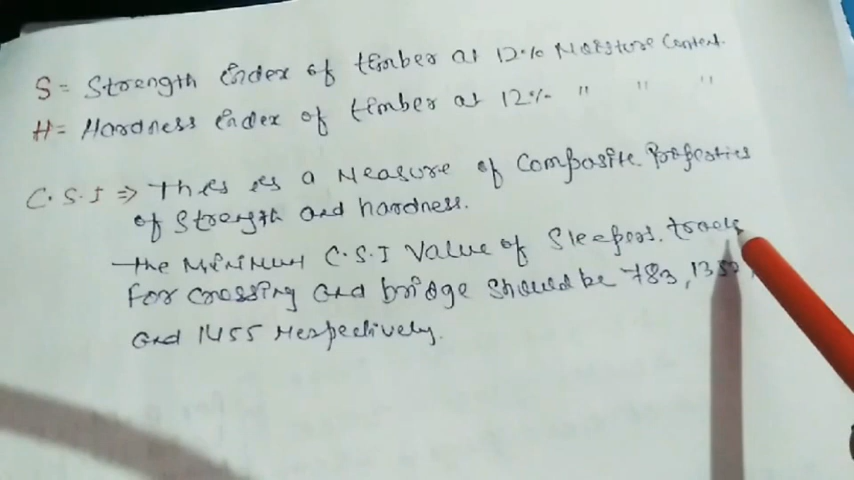 S = Strength Index of timber at 12% Moisture Content.
H = Hardness Index of timber at 12% " " "
C.S.I => This is a Measure of Composite Properties
of Strength and hardness.
The Minimum C.S.I Value of Sleepers. track
For crossing and bridge should be 783, 1350,
and 1455 respectively.